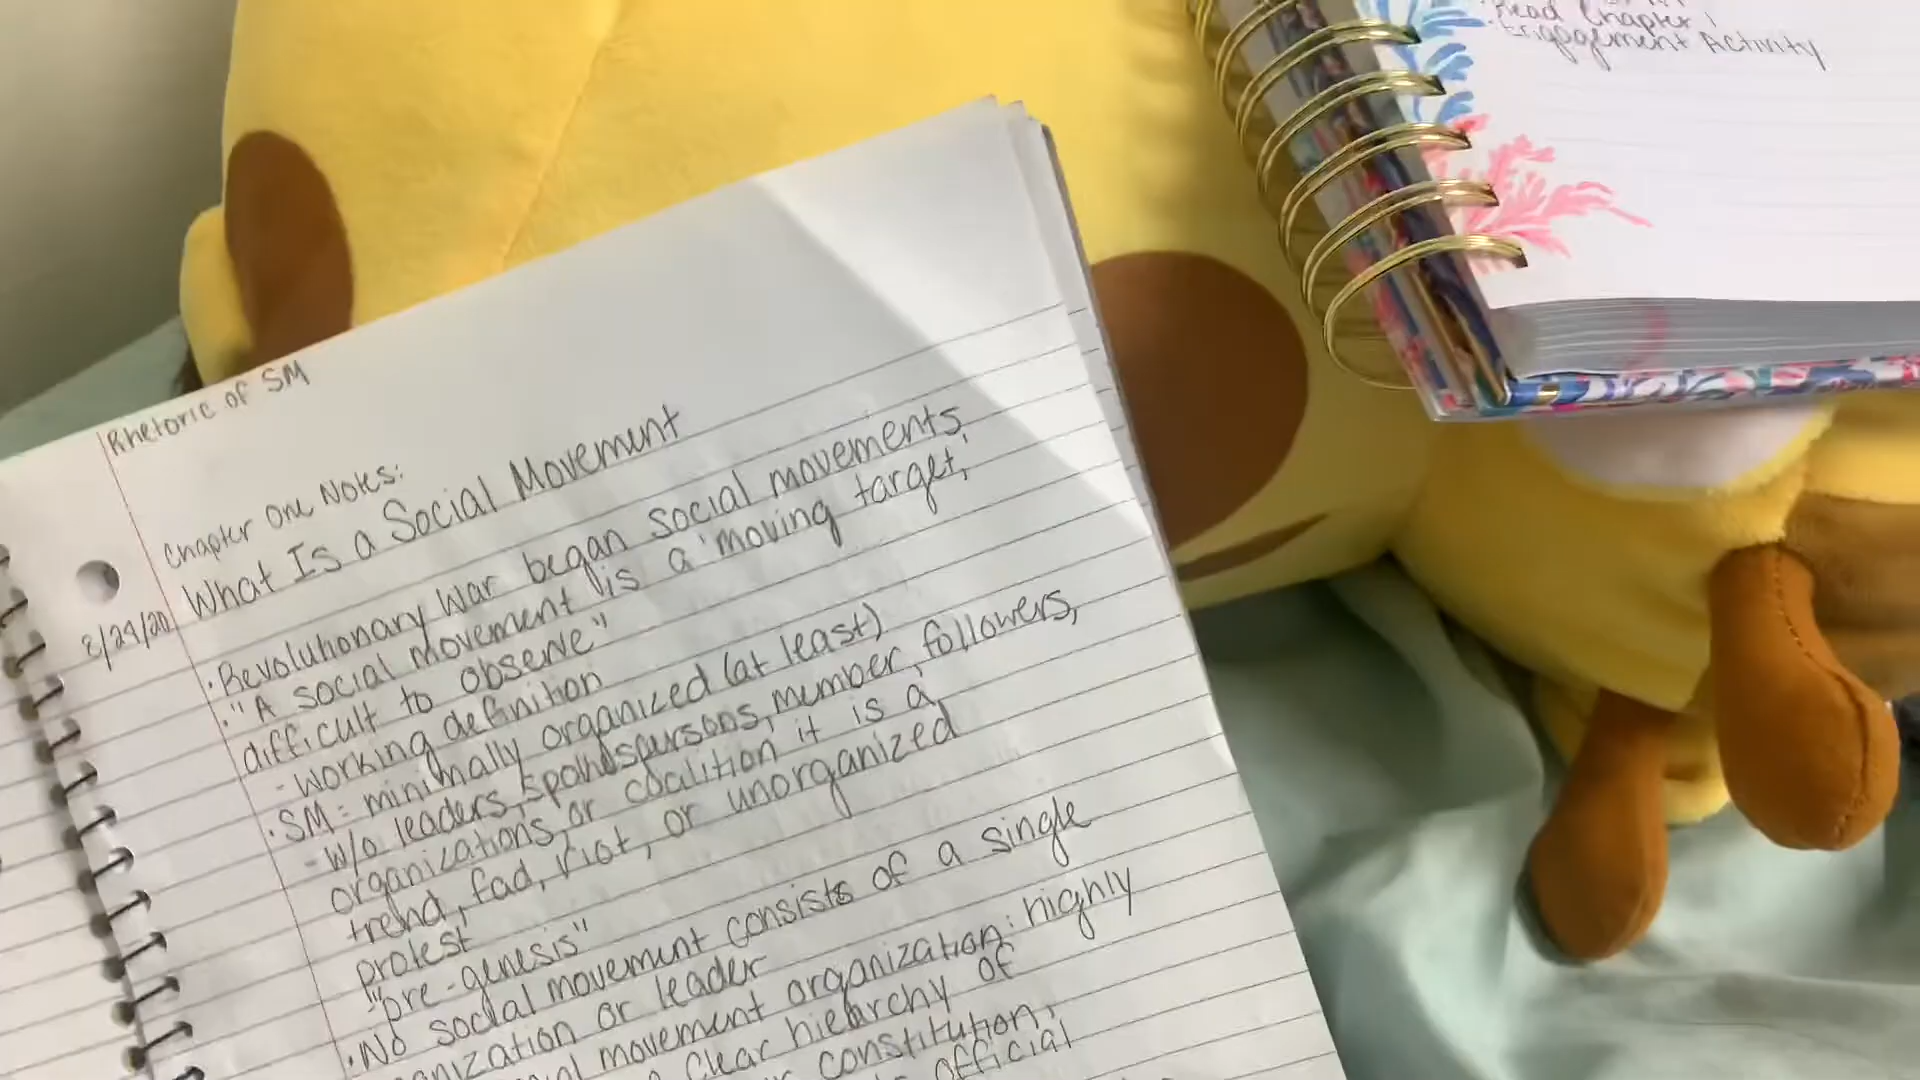 Rhetoric of SM
Chapter One Notes:
What Is a Social Movement
8/24/20
·Revolutionary War began social movements
·"A social movement is a 'moving target,'
difficult to observe"
- working definition
·SM = minimally organized (at least)
- w/o leaders, spokespersons, member, followers,
organizations, or coalition it is a
trend, fad, riot, or unorganized
protest
"pre-genesis"
·No social movement consists of a single
organization or leader
movement organization: highly
clear hierarchy of
constitution,
official
Read Chapter 1
·Engagement Activity